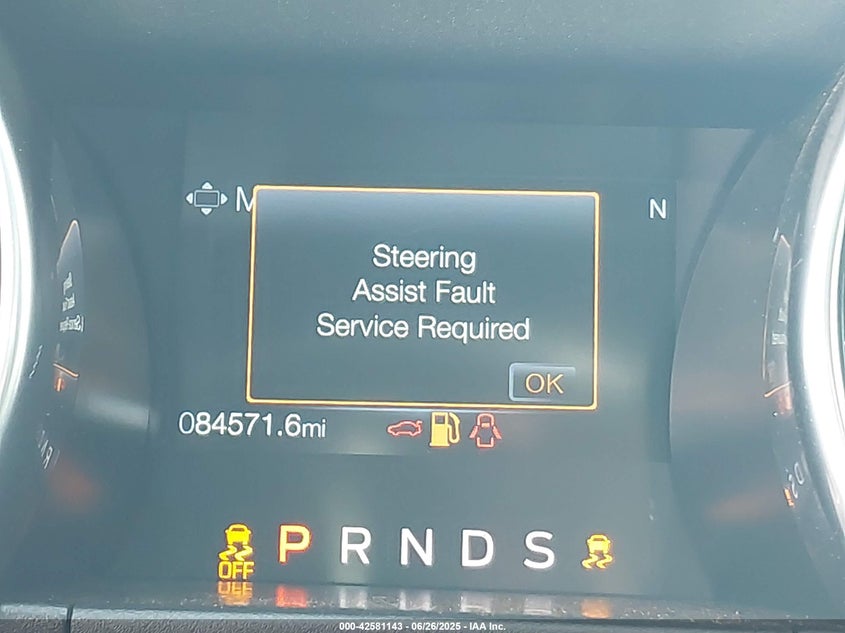 M
N
Steering
Assist Fault
Service Required
OK
084571.6mi
OFF
P R N D S
000-42581143 - 06/26/2025 - IAA Inc.